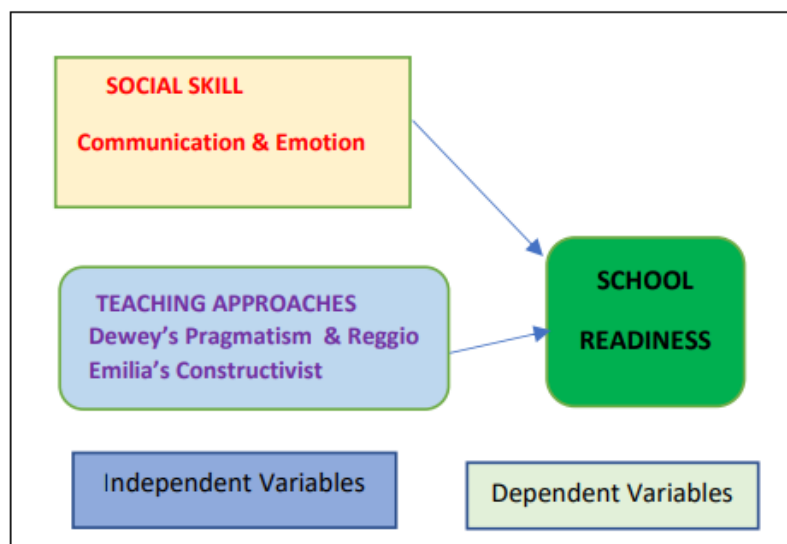 SOCIAL SKILL
Communication & Emotion
TEACHING APPROACHES
Dewey's Pragmatism & Reggio
Emilia's Constructivist
SCHOOL
READINESS
Independent Variables
Dependent Variables